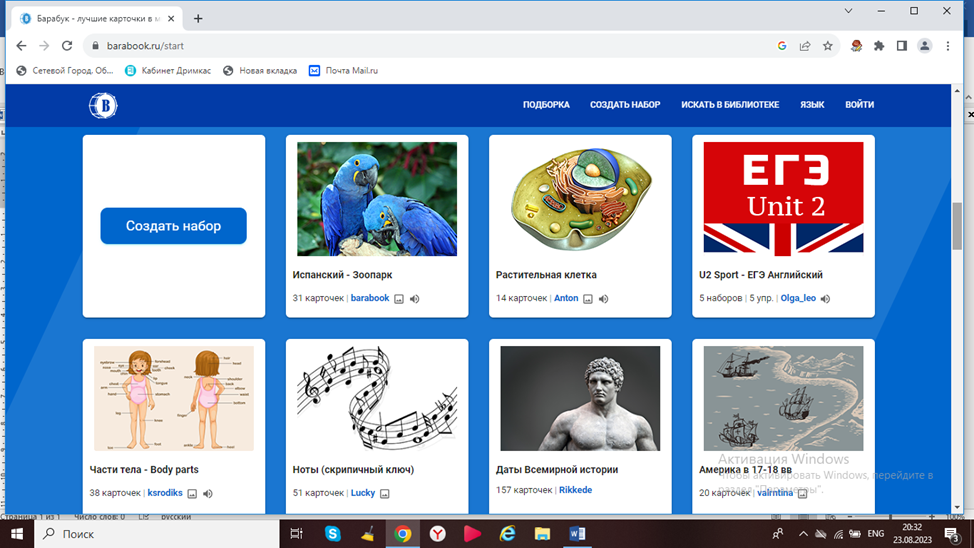 Барабук - лучшие карточки в м
barabook.ru/start
Сетевой Город. Об...
Кабинет Дримкас
Новая вкладка
Почта Mail.ru
B
ПОДБОРКА
СОЗДАТЬ НАБОР
ИСКАТЬ В БИБЛИОТЕКЕ
ЯЗЫК
ВОЙТИ
Создать набор
ЕГЭ
Unit 2
Испанский - Зоопарк
31 карточек | barabook
Растительная клетка
14 карточек | Anton
U2 Sport - ЕГЭ Английский
5 наборов | 5 упр. | Olga_leo
Части тела - Body parts
38 карточек | ksrodiks
Ноты (скрипичный ключ)
51 карточек | Lucky
Даты Всемирной истории
157 карточек | Rikkede
Америка в 17-18 вв
20 карточек | valrntina
Активация Windows
Чтобы активировать Windows, перейдите в
раздел "Параметры".
Страница 1 из 1
Число слов: 0
русский
100%
Поиск
ENG
20:32
23.08.2023
3